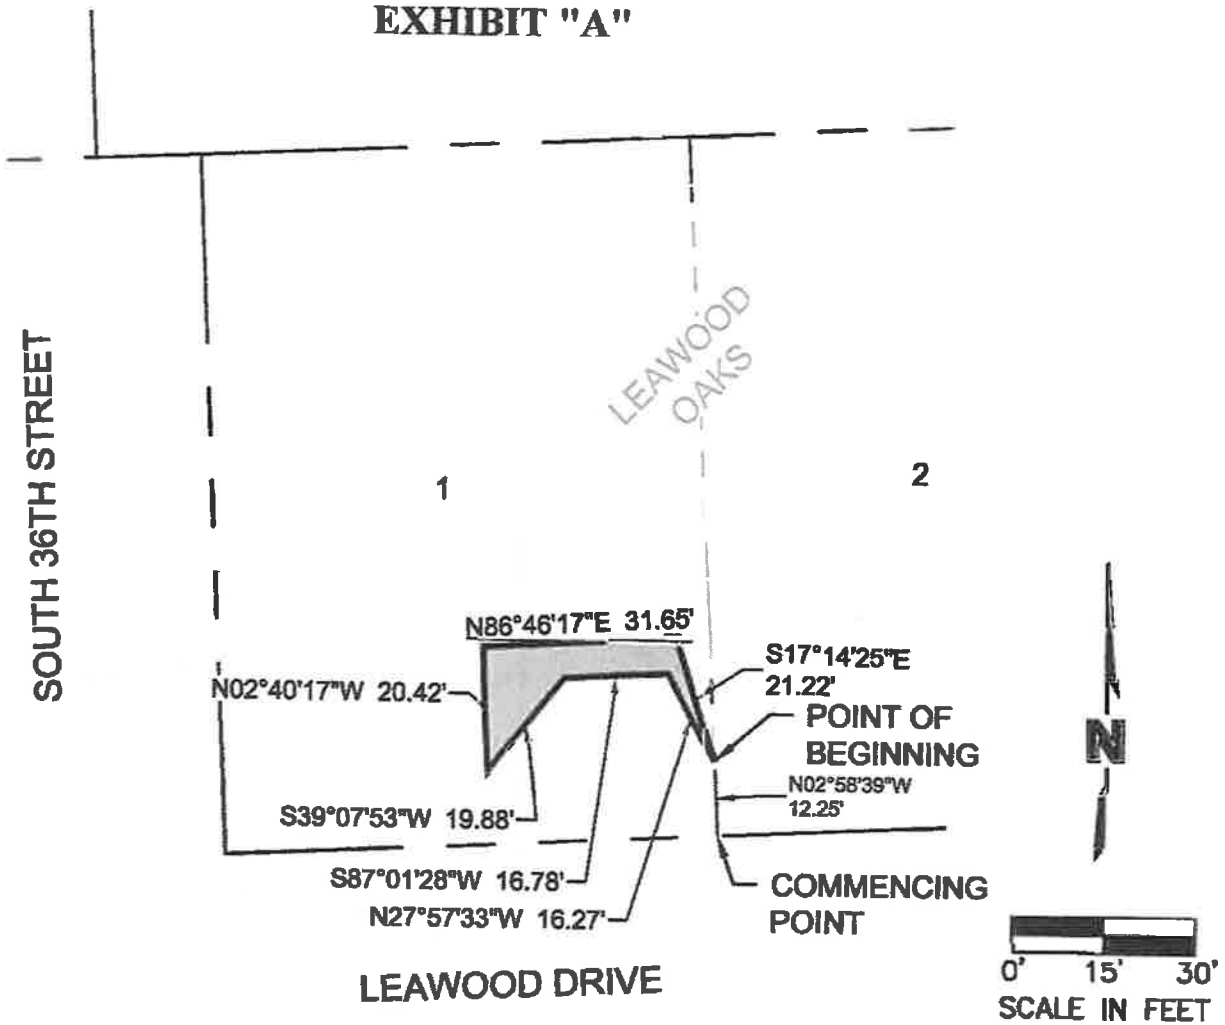 EXHIBIT "A"
SOUTH 36TH STREET
LEAWOOD
OAKS
1
2
N86°46'17"E 31.65'
S17°14'25"E
21.22'
N02°40'17"W 20.42'
POINT OF
BEGINNING
N
N02°58'39"W
12.25'
S39°07'53"W 19.88'
S87°01'28"W 16.78'
COMMENCING
POINT
N27°57'33"W 16.27'
LEAWOOD DRIVE
0' 15' 30'
SCALE IN FEET